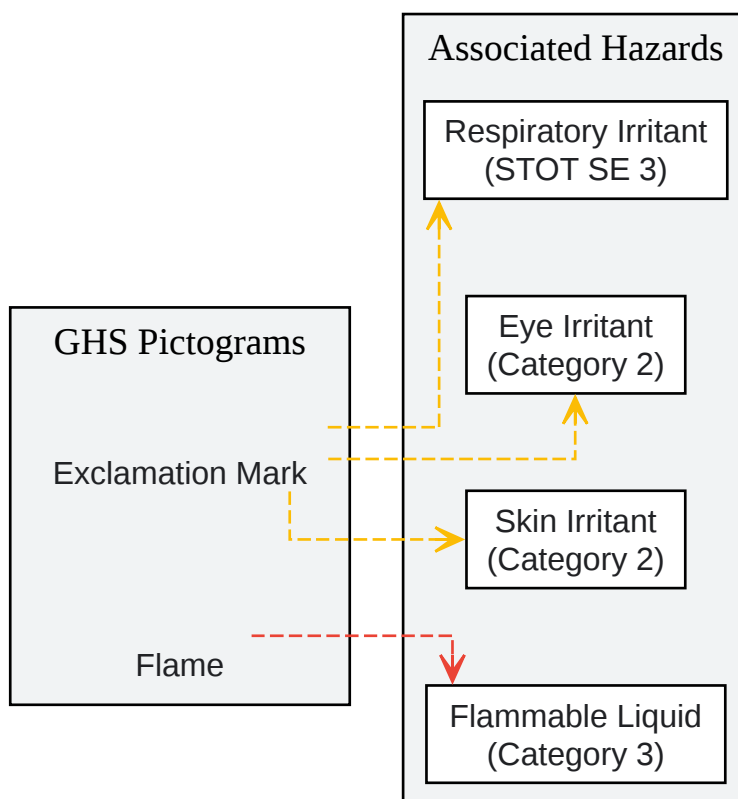 Associated Hazards
Respiratory Irritant
(STOT SE 3)
Eye Irritant
(Category 2)
GHS Pictograms
Exclamation Mark
Skin Irritant
(Category 2)
Flame
Flammable Liquid
(Category 3)